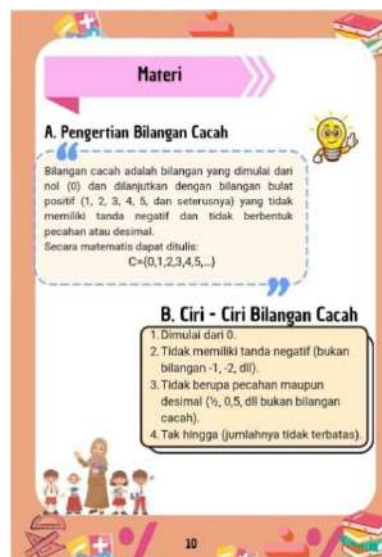 Materi
A. Pengertian Bilangan Cacah
Bilangan cacah adalah bilangan yang dimulai dari
nol (0) dan dilanjutkan dengan bilangan bulat
positif (1, 2, 3, 4, 5, dan seterusnya) yang tidak
memiliki tanda negatif dan tidak berbentuk
pecahan atau desimal.
Secara matematis dapat ditulis:
C={0,1,2,3,4,5,...}
B. Ciri - Ciri Bilangan Cacah
1. Dimulai dari 0.
2. Tidak memiliki tanda negatif (bukan
bilangan -1, -2, dll).
3. Tidak berupa pecahan maupun
desimal (½, 0,5, dll bukan bilangan
cacah).
4. Tak hingga (jumlahnya tidak terbatas).
10